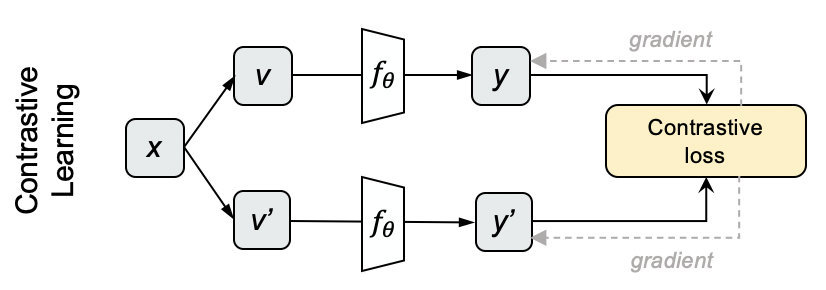 Contrastive
Learning
x
v
fθ
y
gradient
Contrastive
loss
v’
fθ
y’
gradient